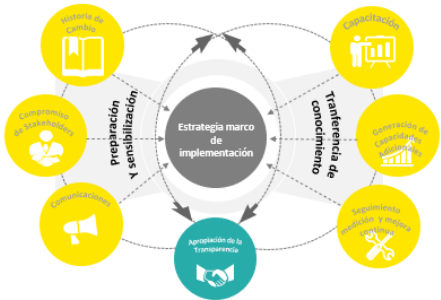 Historia de
Cambio
Compromiso
de Stakeholders
Comunicaciones
Preparación
Y sensibilización
Estrategia marco
de
implementación
Tranferencia de
conocimiento
Capacitación
Generación de
Capacidades
Adicionales
Seguimiento
medición y mejora
continua
Apropiación de la
Transparencia